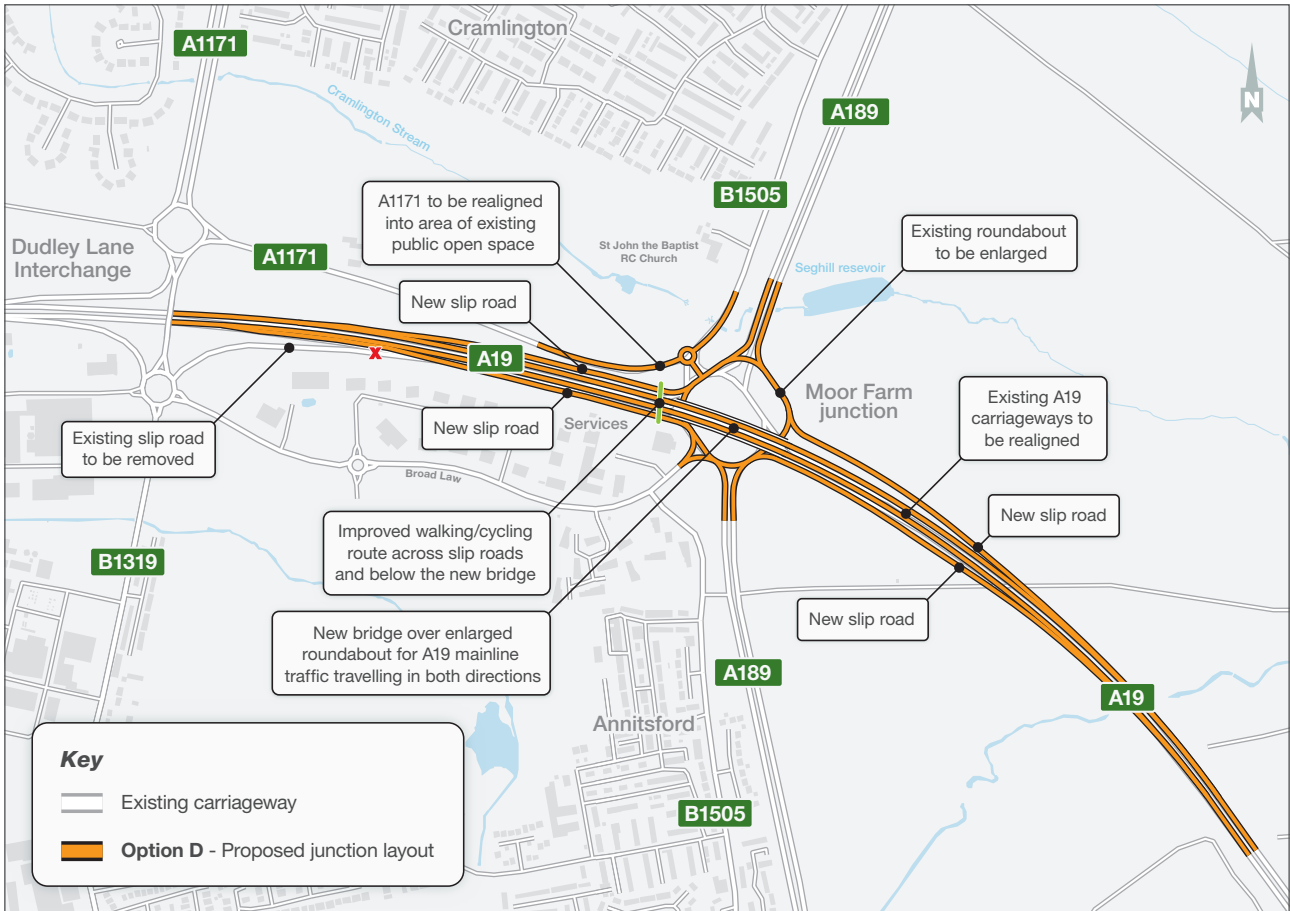 Cramlington
A1171
Cramlington Stream
A189
N
B1505
A1171 to be realigned
into area of existing
public open space
Existing roundabout
to be enlarged
Dudley Lane
Interchange
A1171
St John the Baptist
RC Church
Seghill resevoir
New slip road
x
A19
Moor Farm
junction
Existing A19
carriageways to
be realigned
Existing slip road
to be removed
New slip road
Services
Broad Law
New slip road
Improved walking/cycling
route across slip roads
and below the new bridge
B1319
New slip road
New bridge over enlarged
roundabout for A19 mainline
traffic travelling in both directions
A189
A19
Annitsford
B1505
Key
Existing carriageway
Option D - Proposed junction layout